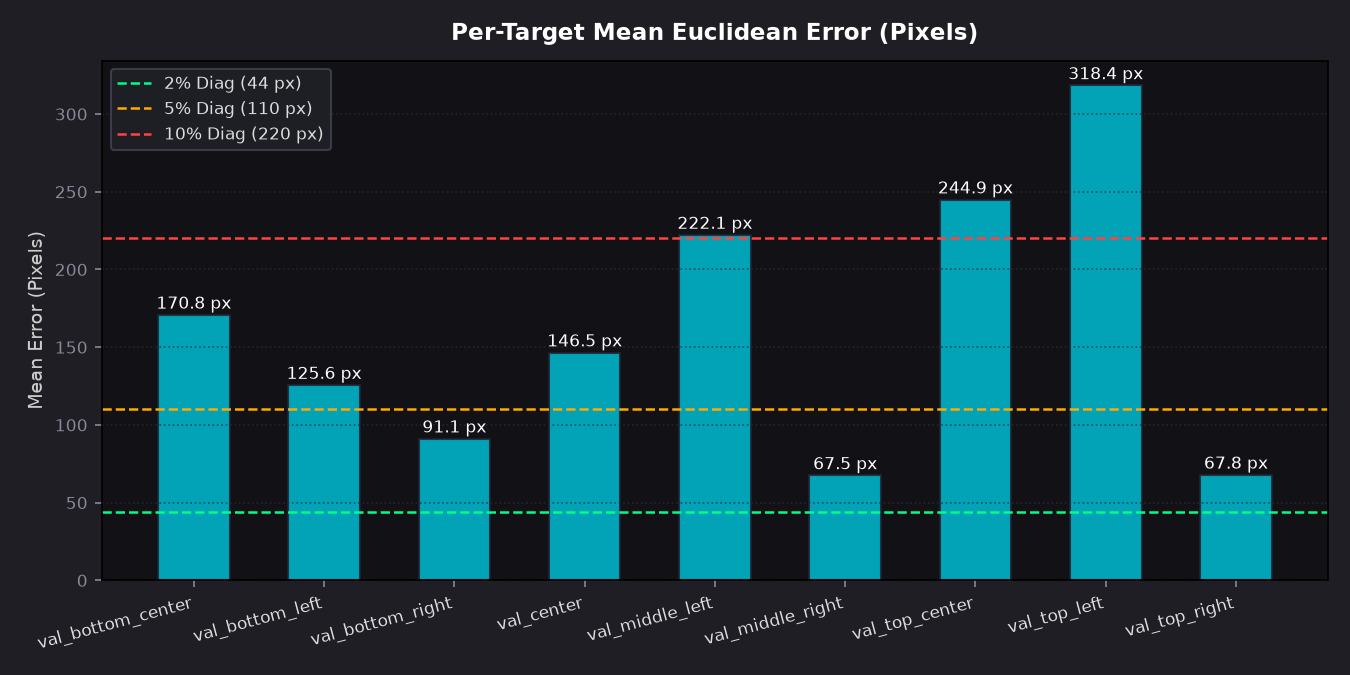 Per-Target Mean Euclidean Error (Pixels)
2% Diag (44 px)
5% Diag (110 px)
10% Diag (220 px)
Mean Error (Pixels)
300
250
200
150
100
50
0
170.8 px
125.6 px
91.1 px
146.5 px
222.1 px
67.5 px
244.9 px
318.4 px
67.8 px
val_bottom_center
val_bottom_left
val_bottom_right
val_center
val_middle_left
val_middle_right
val_top_center
val_top_left
val_top_right